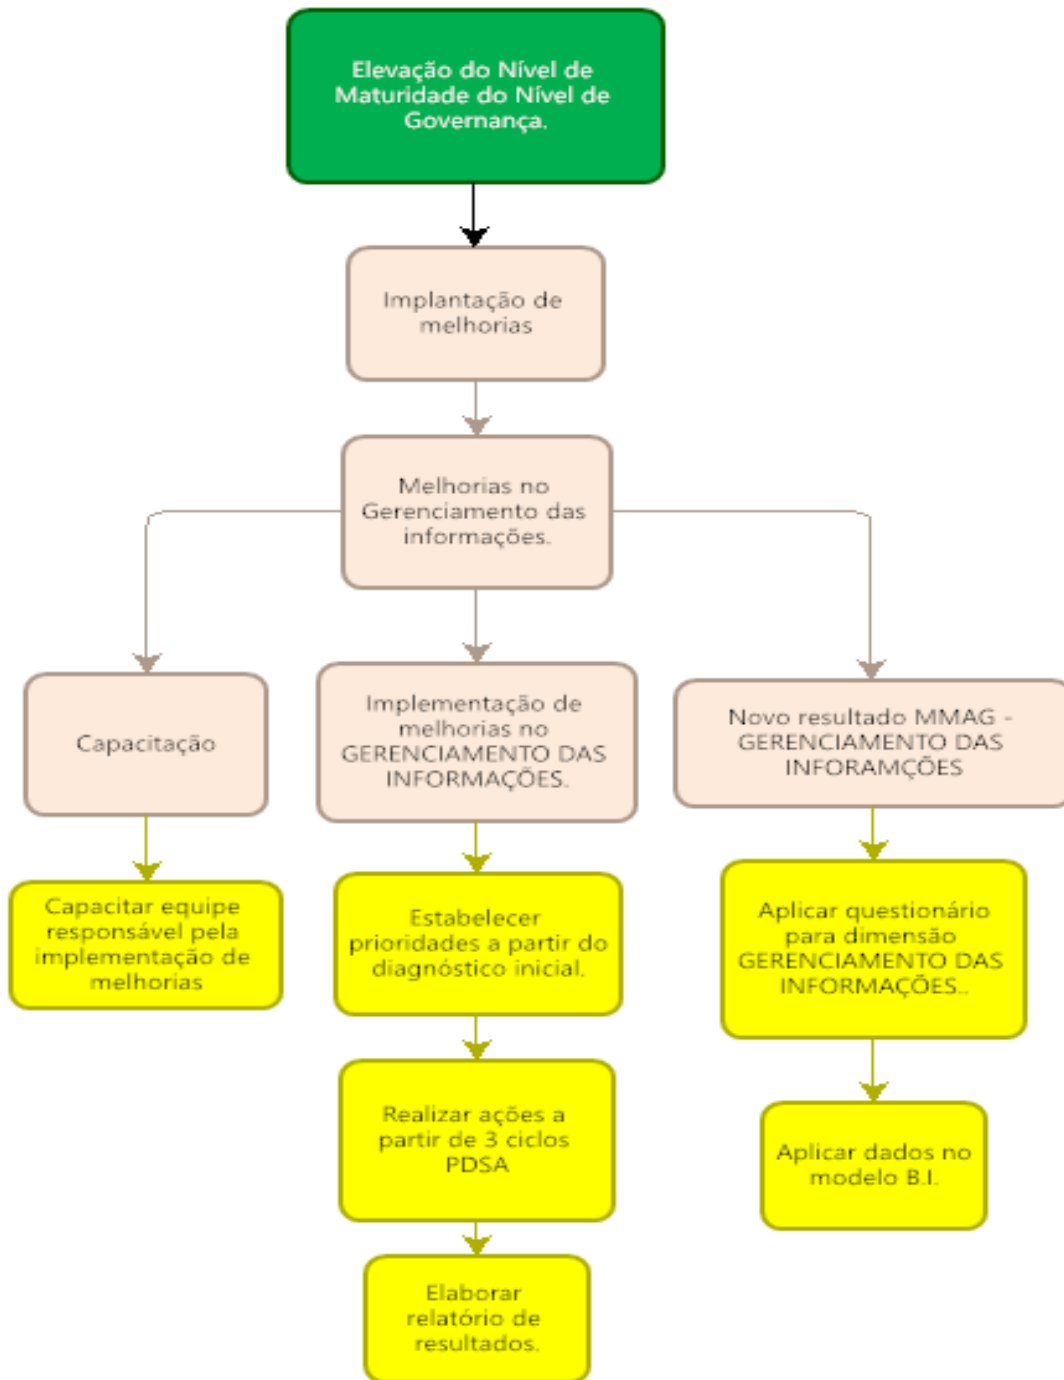 Elevação do Nível de
Maturidade do Nível de
Governança.
Implantação de
melhorias
Melhorias no
Gerenciamento das
informações.
Capacitação
Implementação de
melhorias no
GERENCIAMENTO DAS
INFORMAÇÕES.
Novo resultado MMAG -
GERENCIAMENTO DAS
INFORAMÇÕES
Capacitar equipe
responsável pela
implementação de
melhorias
Estabelecer
prioridades a partir do
diagnóstico inicial.
Aplicar questionário
para dimensão
GERENCIAMENTO DAS
INFORMAÇÕES..
Realizar ações a
partir de 3 ciclos
PDSA
Aplicar dados no
modelo B.I.
Elaborar
relatório de
resultados.